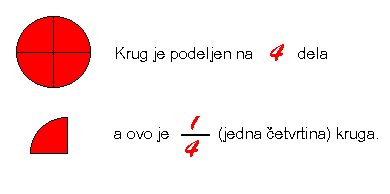 Krug je podeljen na 4 dela
a ovo je 1/4 (jedna četvrtina) kruga.